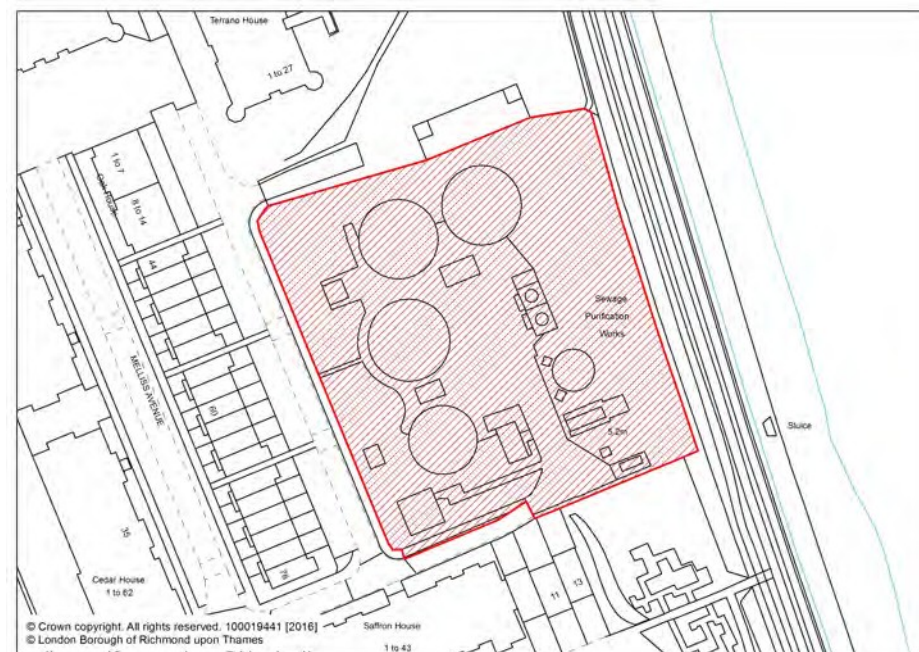 Terrano House
1 to 27
1 to 7
8 to 14
44
MELLISS AVENUE
60
Sewage
Purification
Works
5.2m
Sluice
35
Cedar House
1 to 62
76
11
13
Saffron House
1 to 43
© Crown copyright. All rights reserved. 100019441 [2016]
© London Borough of Richmond upon Thames